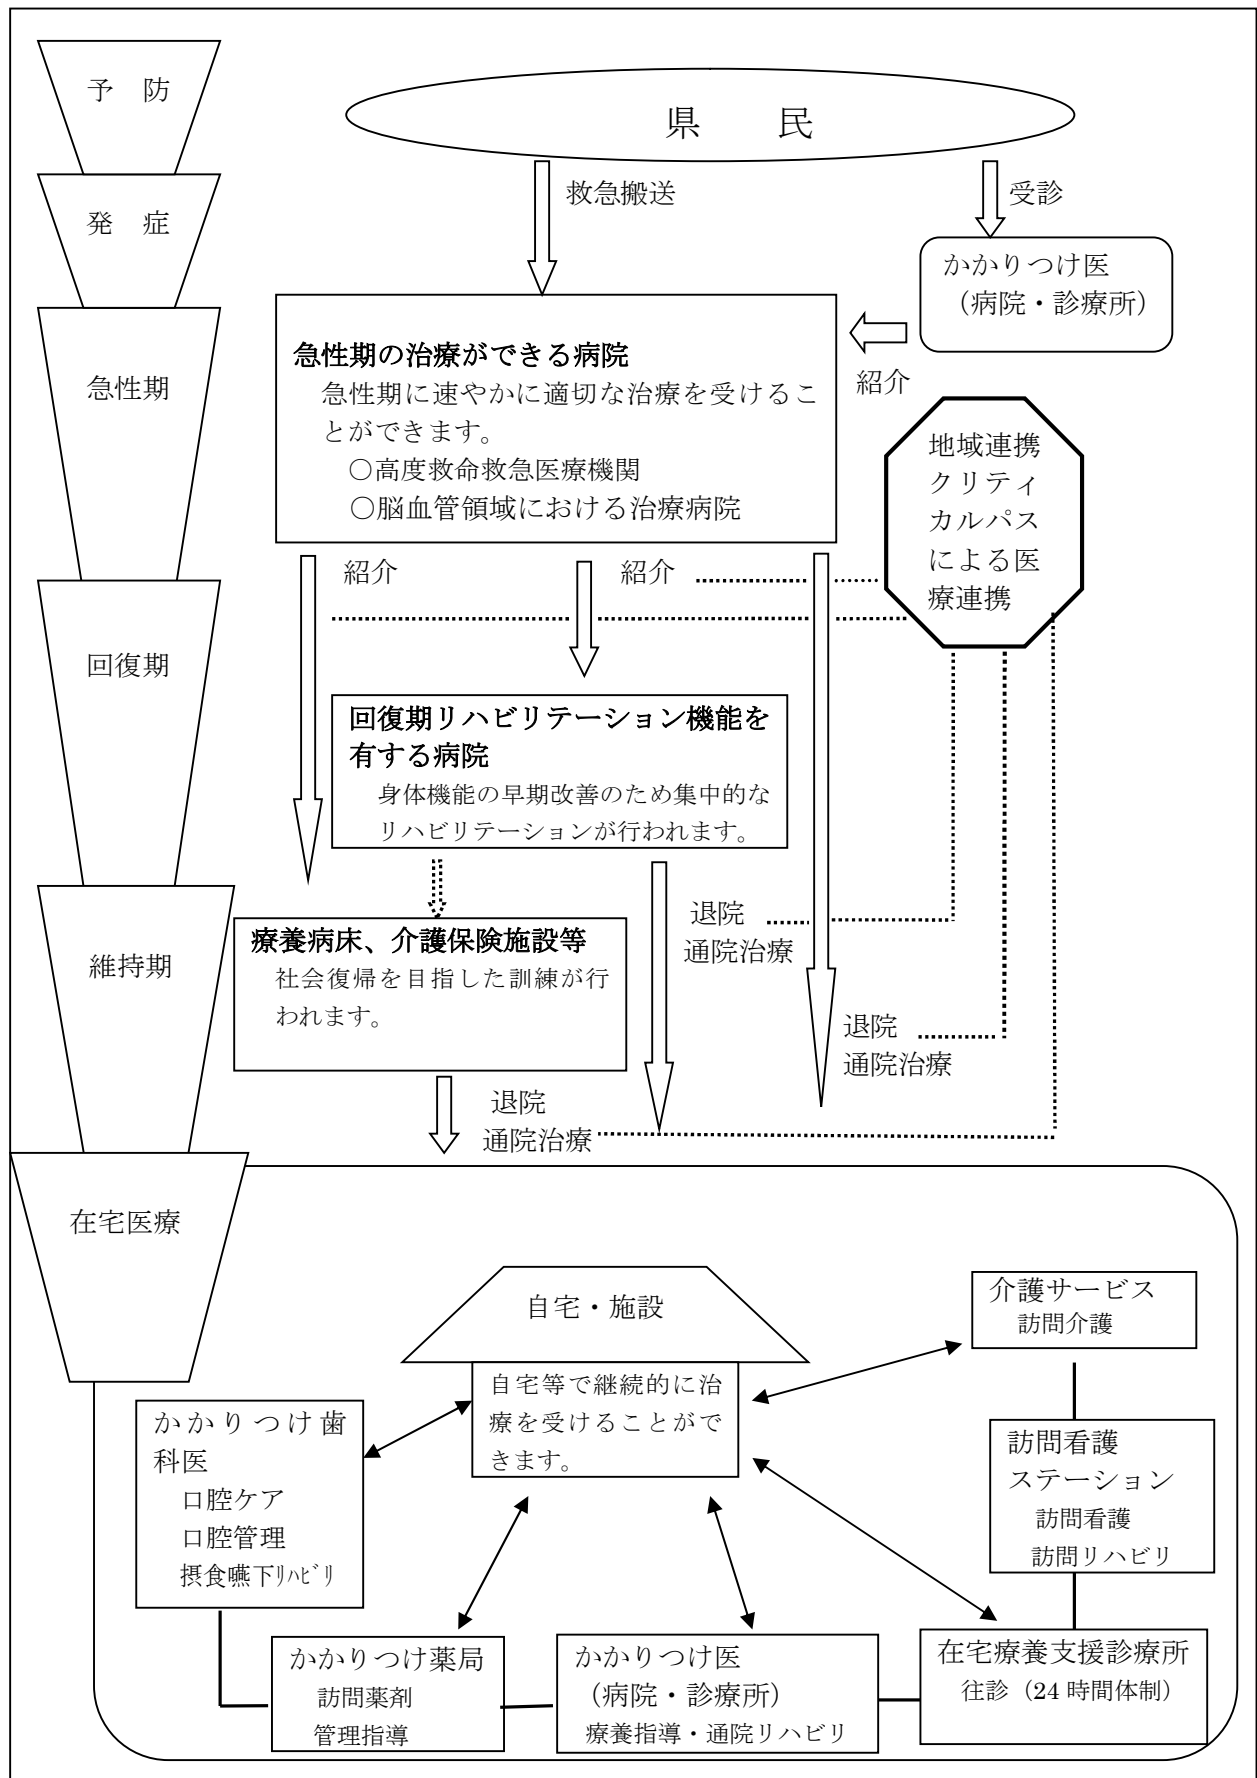 予　防
県　　民
救急搬送
受診
発　症
かかりつけ医
（病院・診療所）
紹介
急性期
急性期の治療ができる病院
急性期に速やかに適切な治療を受けるこ
とができます。
○高度救命救急医療機関
○脳血管領域における治療病院
地域連携
クリティ
カルパス
による医
療連携
紹介
紹介
回復期
回復期リハビリテーション機能を
有する病院
身体機能の早期改善のため集中的な
リハビリテーションが行われます。
維持期
療養病床、介護保険施設等
社会復帰を目指した訓練が行
われます。
退院
通院治療
退院
通院治療
退院
通院治療
在宅医療
自宅・施設
自宅等で継続的に治
療を受けることがで
きます。
介護サービス
訪問介護
かかりつけ歯
科医
口腔ケア
口腔管理
摂食嚥下ﾘﾊﾋﾞﾘ
訪問看護
ステーション
訪問看護
訪問リハビリ
かかりつけ薬局
訪問薬剤
管理指導
かかりつけ医
（病院・診療所）
療養指導・通院リハビリ
在宅療養支援診療所
往診（24 時間体制）